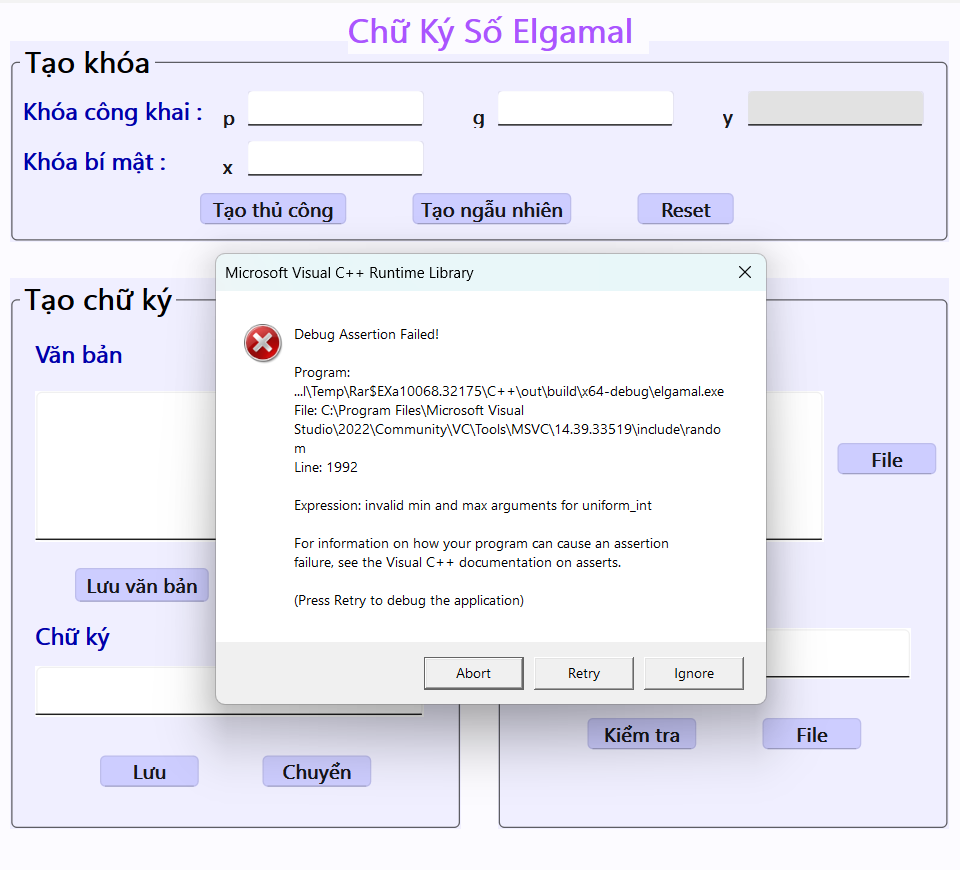 Chữ Ký Số Elgamal
Tạo khóa
Khóa công khai : p g y
Khóa bí mật : x
Tạo thủ công Tạo ngẫu nhiên Reset
Microsoft Visual C++ Runtime Library
Debug Assertion Failed!
Program:
...l\Temp\Rar$EXa10068.32175\C++\out\build\x64-debug\elgamal.exe
File: C:\Program Files\Microsoft Visual
Studio\2022\Community\VC\Tools\MSVC\14.39.33519\include\rando
m
Line: 1992
Expression: invalid min and max arguments for uniform_int
For information on how your program can cause an assertion
failure, see the Visual C++ documentation on asserts.
(Press Retry to debug the application)
Abort Retry Ignore
Tạo chữ ký
Văn bản
File
Lưu văn bản
Chữ ký
Lưu Chuyển
Kiểm tra File